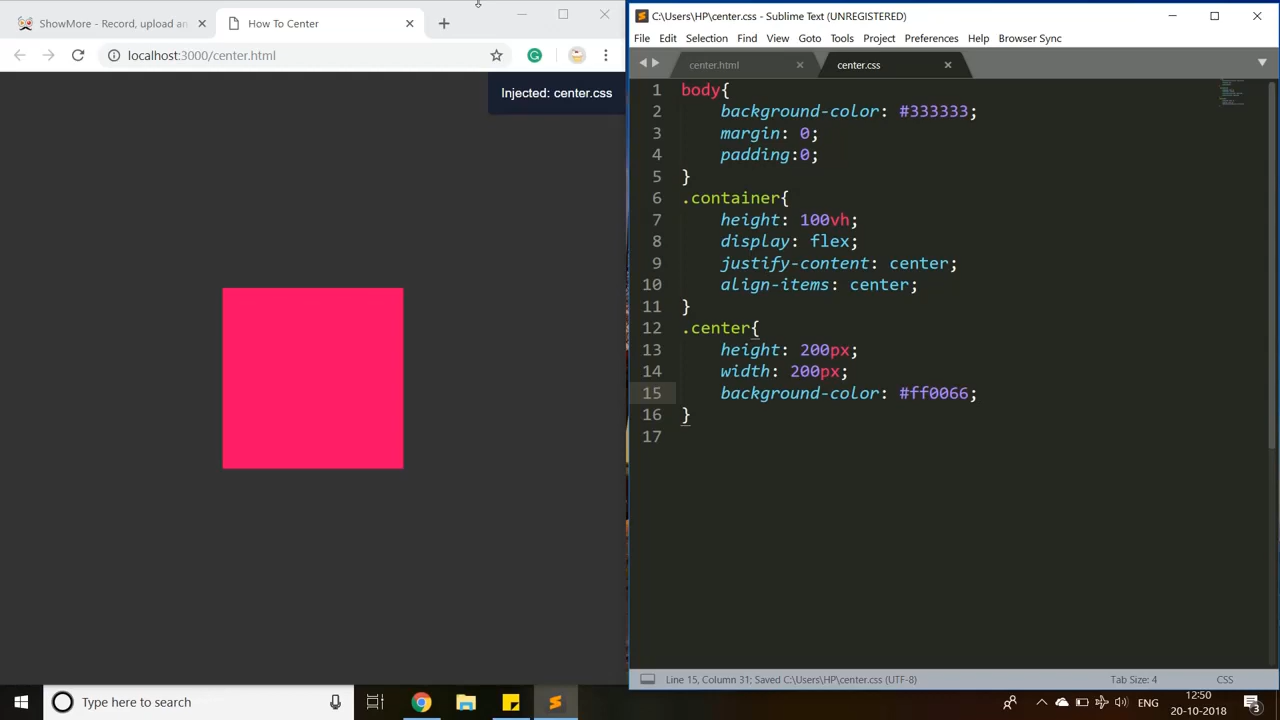 ShowMore - Record, upload an
How To Center
localhost:3000/center.html
Injected: center.css
C:\Users\HP\center.css - Sublime Text (UNREGISTERED)
File Edit Selection Find View Goto Tools Project Preferences Help Browser Sync
center.html
center.css
1 body{
2 background-color: #333333;
3 margin: 0;
4 padding:0;
5 }
6 .container{
7 height: 100vh;
8 display: flex;
9 justify-content: center;
10 align-items: center;
11 }
12 .center{
13 height: 200px;
14 width: 200px;
15 background-color: #ff0066;
16 }
17
Line 15, Column 31; Saved C:\Users\HP\center.css (UTF-8)
Tab Size: 4
CSS
Type here to search
ENG
12:50
20-10-2018
3